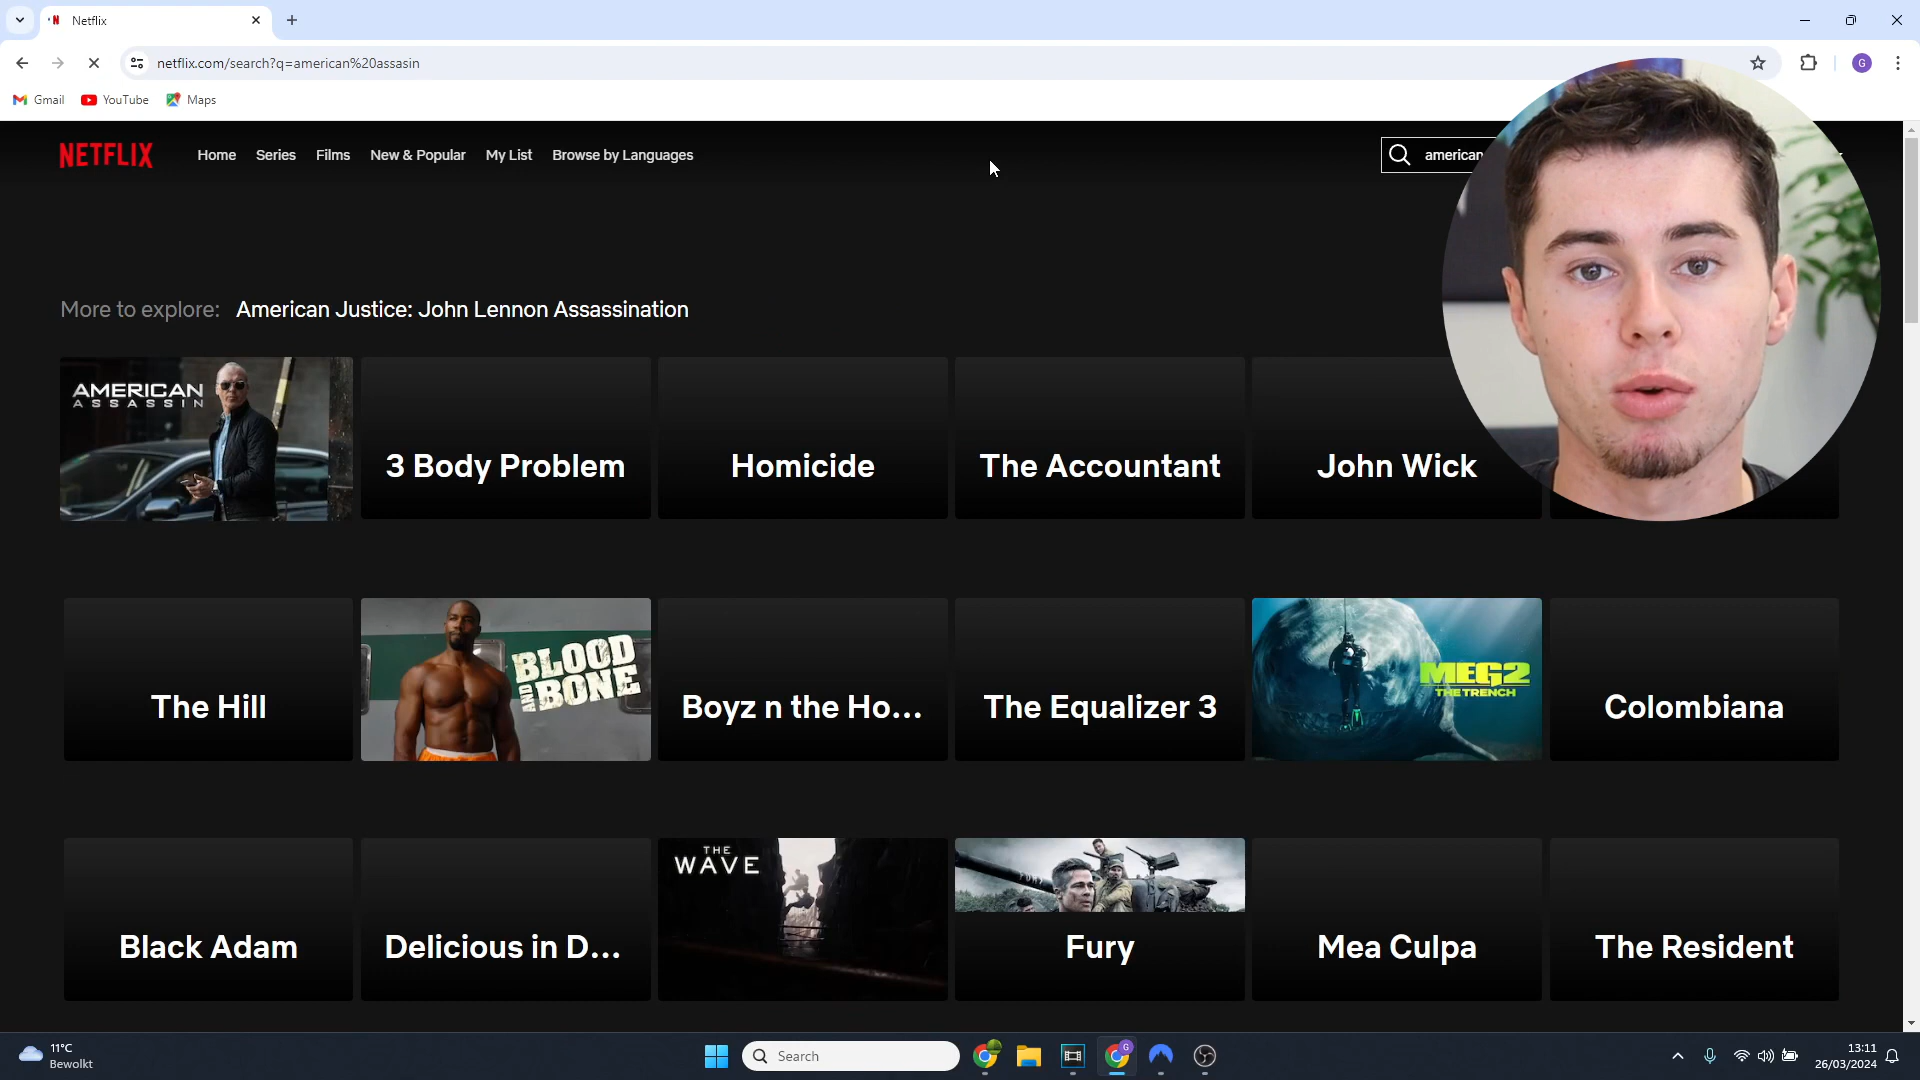 Netflix
netflix.com/search?q=american%20assasin
G
Gmail
YouTube
Maps
NETFLIX
Home
Series
Films
New & Popular
My List
Browse by Languages
american
More to explore: American Justice: John Lennon Assassination
AMERICAN
ASSASSIN
3 Body Problem
Homicide
The Accountant
John Wick
The Hill
BLOOD
AND BONE
Boyz n the Ho...
The Equalizer 3
MEG2
THE TRENCH
Colombiana
Black Adam
Delicious in D...
THE
WAVE
Fury
Mea Culpa
The Resident
11°C
Bewolkt
Search
G
13:11
26/03/2024